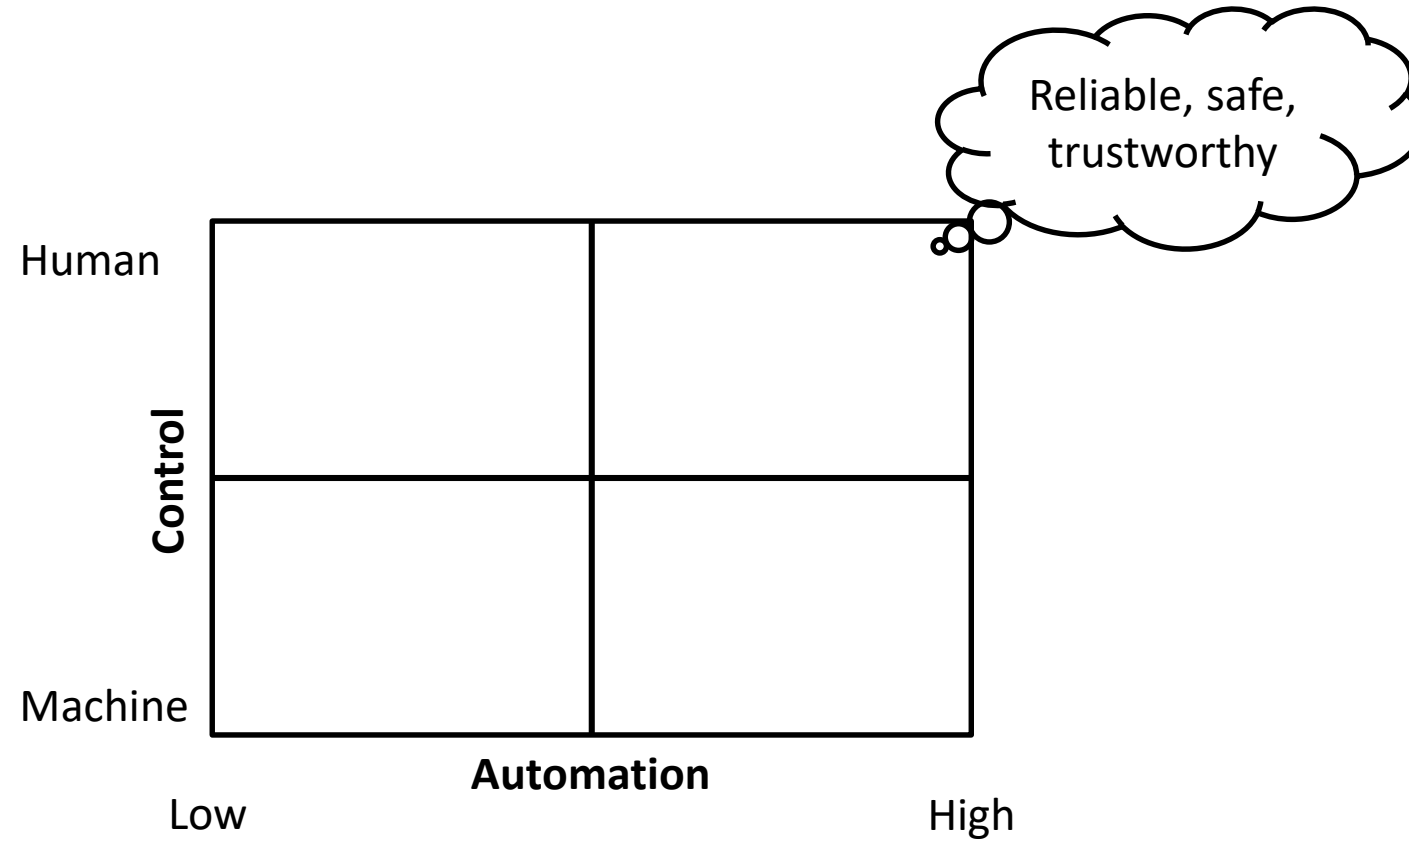 Reliable, safe,
trustworthy
Human
Control
Machine
Automation
Low
High